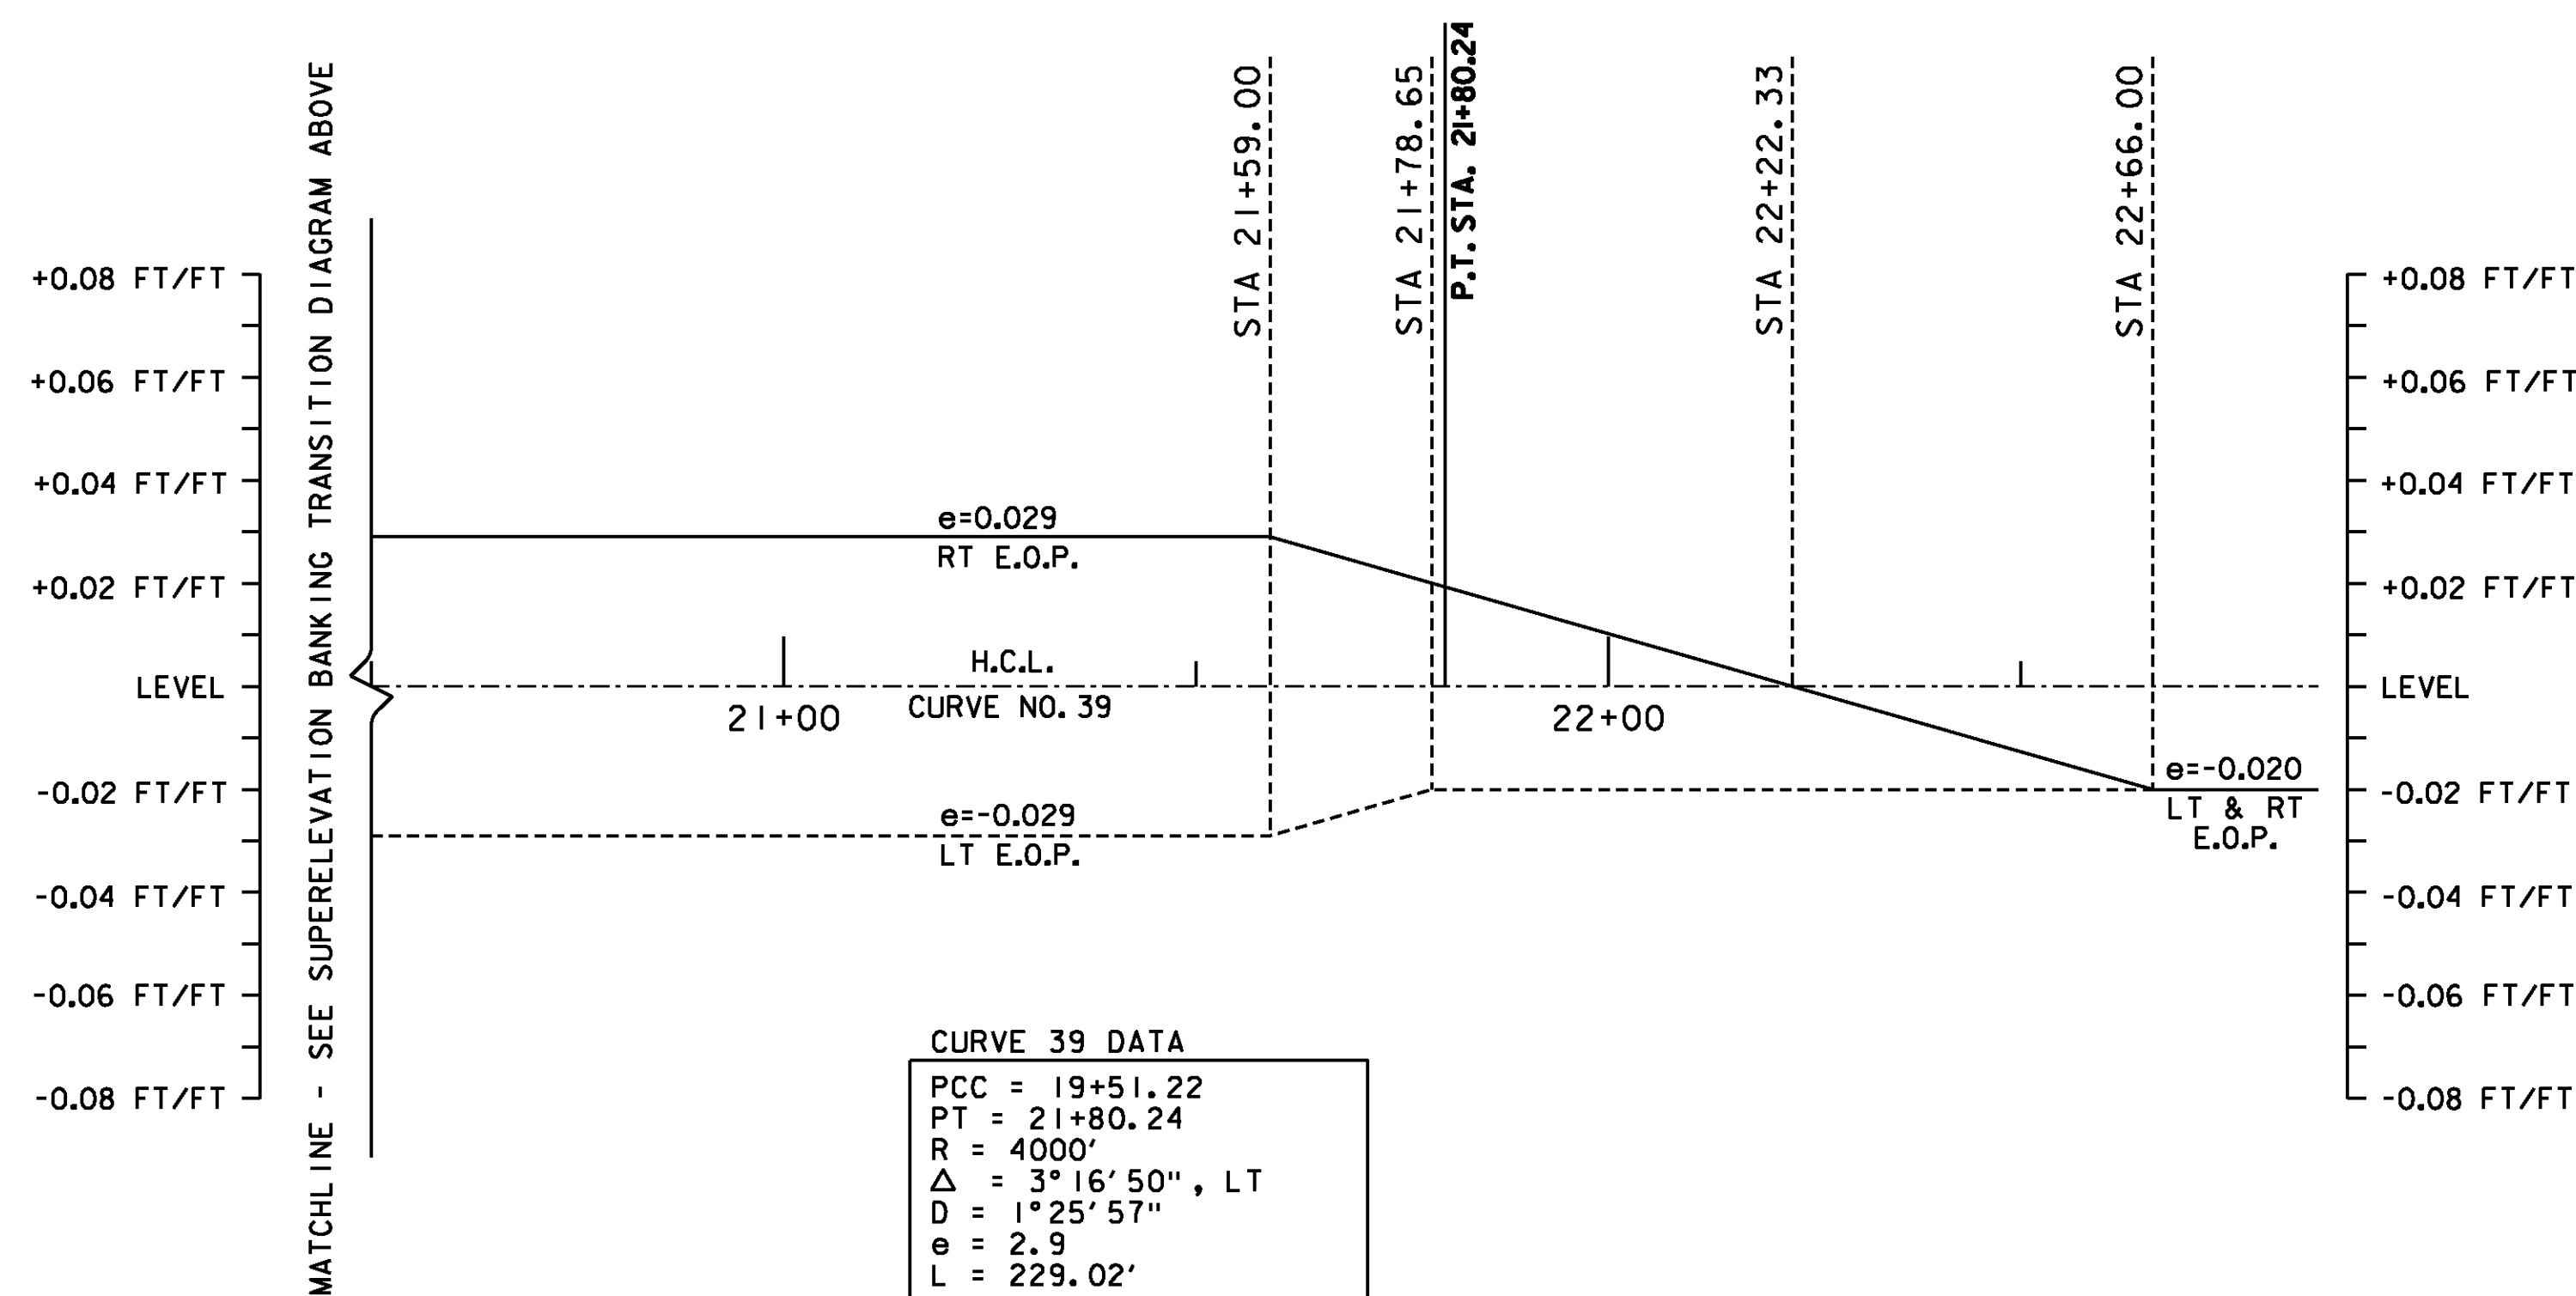 MATCHLINE - SEE SUPERELEVATION BANKING TRANSITION DIAGRAM ABOVE
STA 21+59.00
STA 21+78.65
P.T. STA. 21+80.24
STA 22+22.33
STA 22+66.00
+0.08 FT/FT
+0.06 FT/FT
+0.04 FT/FT
+0.02 FT/FT
LEVEL
-0.02 FT/FT
-0.04 FT/FT
-0.06 FT/FT
-0.08 FT/FT
e=0.029
RT E.O.P.
H.C.L.
21+00
CURVE NO. 39
22+00
e=-0.029
LT E.O.P.
e=-0.020
LT & RT
E.O.P.
+0.08 FT/FT
+0.06 FT/FT
+0.04 FT/FT
+0.02 FT/FT
LEVEL
-0.02 FT/FT
-0.04 FT/FT
-0.06 FT/FT
-0.08 FT/FT
CURVE 39 DATA
PCC = 19+51.22
PT = 21+80.24
R = 4000'
△ = 3°16'50", LT
D = 1°25'57"
e = 2.9
L = 229.02'